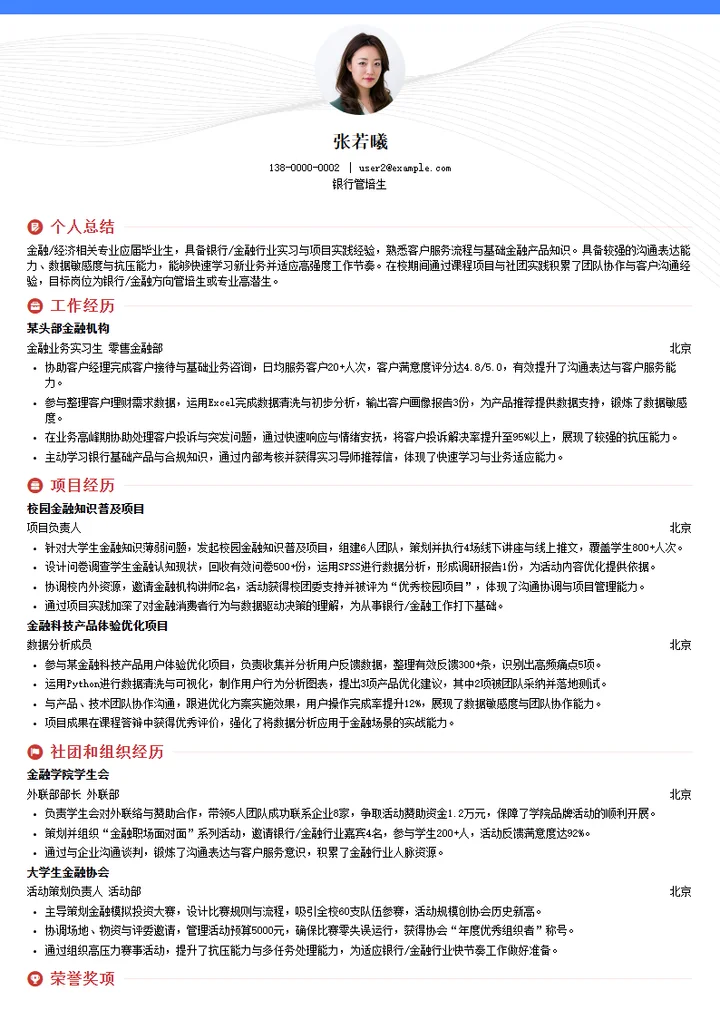 张若曦
138-0000-0002 | user2@example.com
银行管培生
个人总结
金融/经济相关专业应届毕业生，具备银行/金融行业实习与项目实践经验，熟悉客户服务流程与基础金融产品知识。具备较强的沟通表达能
力、数据敏感度与抗压能力，能够快速学习新业务并适应高强度工作节奏。在校期间通过课程项目与社团实践积累了团队协作与客户沟通经
验，目标岗位为银行/金融方向管培生或专业高潜生。
工作经历
某头部金融机构
金融业务实习生 零售金融部 北京
• 协助客户经理完成客户接待与基础业务咨询，日均服务客户20+人次，客户满意度评分达4.8/5.0，有效提升了沟通表达与客户服务能
力。
• 参与整理客户理财需求数据，运用Excel完成数据清洗与初步分析，输出客户画像报告3份，为产品推荐提供数据支持，锻炼了数据敏感
度。
• 在业务高峰期协助处理客户投诉与突发问题，通过快速响应与情绪安抚，将客户投诉解决率提升至95%以上，展现了较强的抗压能力。
• 主动学习银行基础产品与合规知识，通过内部考核并获得实习导师推荐信，体现了快速学习与业务适应能力。
项目经历
校园金融知识普及项目
项目负责人 北京
• 针对大学生金融知识薄弱问题，发起校园金融知识普及项目，组建6人团队，策划并执行4场线下讲座与线上推文，覆盖学生800+人次。
• 设计问卷调查学生金融认知现状，回收有效问卷500+份，运用SPSS进行数据分析，形成调研报告1份，为活动内容优化提供依据。
• 协调校内外资源，邀请金融机构讲师2名，活动获得校团委支持并被评为“优秀校园项目”，体现了沟通协调与项目管理能力。
• 通过项目实践加深了对金融消费者行为与数据驱动决策的理解，为从事银行/金融工作打下基础。
金融科技产品体验优化项目
数据分析成员 北京
• 参与某金融科技产品用户体验优化项目，负责收集并分析用户反馈数据，整理有效反馈300+条，识别出高频痛点5项。
• 运用Python进行数据清洗与可视化，制作用户行为分析图表，提出3项产品优化建议，其中2项被团队采纳并落地测试。
• 与产品、技术团队协作沟通，跟进优化方案实施效果，用户操作完成率提升12%，展现了数据敏感度与团队协作能力。
• 项目成果在课程答辩中获得优秀评价，强化了将数据分析应用于金融场景的实战能力。
社团和组织经历
金融学院学生会
外联部部长 外联部 北京
• 负责学生会对外联络与赞助合作，带领5人团队成功联系企业8家，争取活动赞助资金1.2万元，保障了学院品牌活动的顺利开展。
• 策划并组织“金融职场面对面”系列活动，邀请银行/金融行业嘉宾4名，参与学生200+人，活动反馈满意度达92%。
• 通过与企业沟通谈判，锻炼了沟通表达与客户服务意识，积累了金融行业人脉资源。
大学生金融协会
活动策划负责人 活动部 北京
• 主导策划金融模拟投资大赛，设计比赛规则与流程，吸引全校60支队伍参赛，活动规模创协会历史新高。
• 协调场地、物资与评委邀请，管理活动预算5000元，确保比赛零失误运行，获得协会“年度优秀组织者”称号。
• 通过组织高压力赛事活动，提升了抗压能力与多任务处理能力，为适应银行/金融行业快节奏工作做好准备。
荣誉奖项